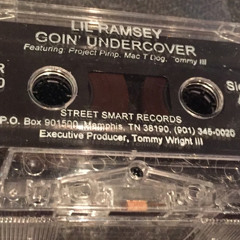 LIL RAMSEY
GOIN' UNDERCOVER
Featuring: Project Pimp, Mac T Dog, Tommy III
STREET SMART RECORDS
P.O. Box 901500, Memphis, TN 38190, (901) 345-0020
Executive Producer, Tommy Wright III